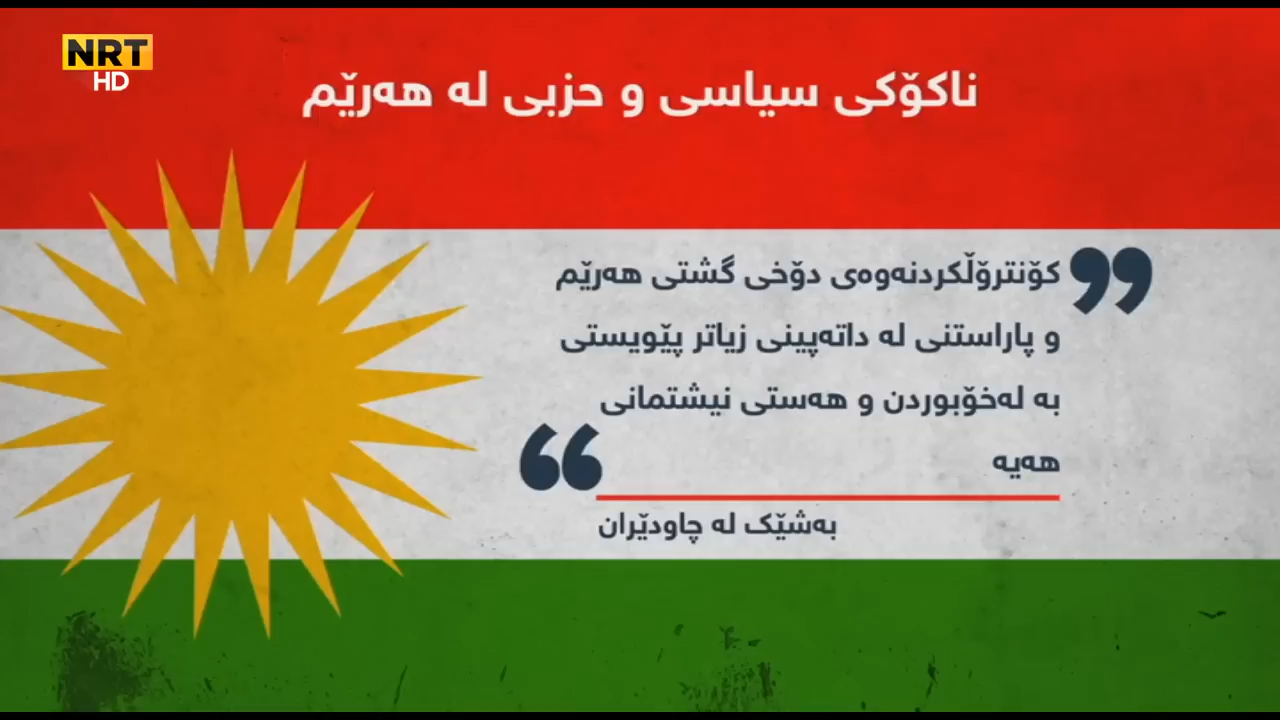 NRT
HD
ناکۆکی سیاسی و حزبی لە هەرێم
کۆنترۆڵکردنەوەی دۆخی گشتی هەرێم
و پاراستنی لە داتەپینی زیاتر پێویستی
بە لەخۆبوردن و هەستی نیشتمانی
هەیە
بەشێک لە چاودێران